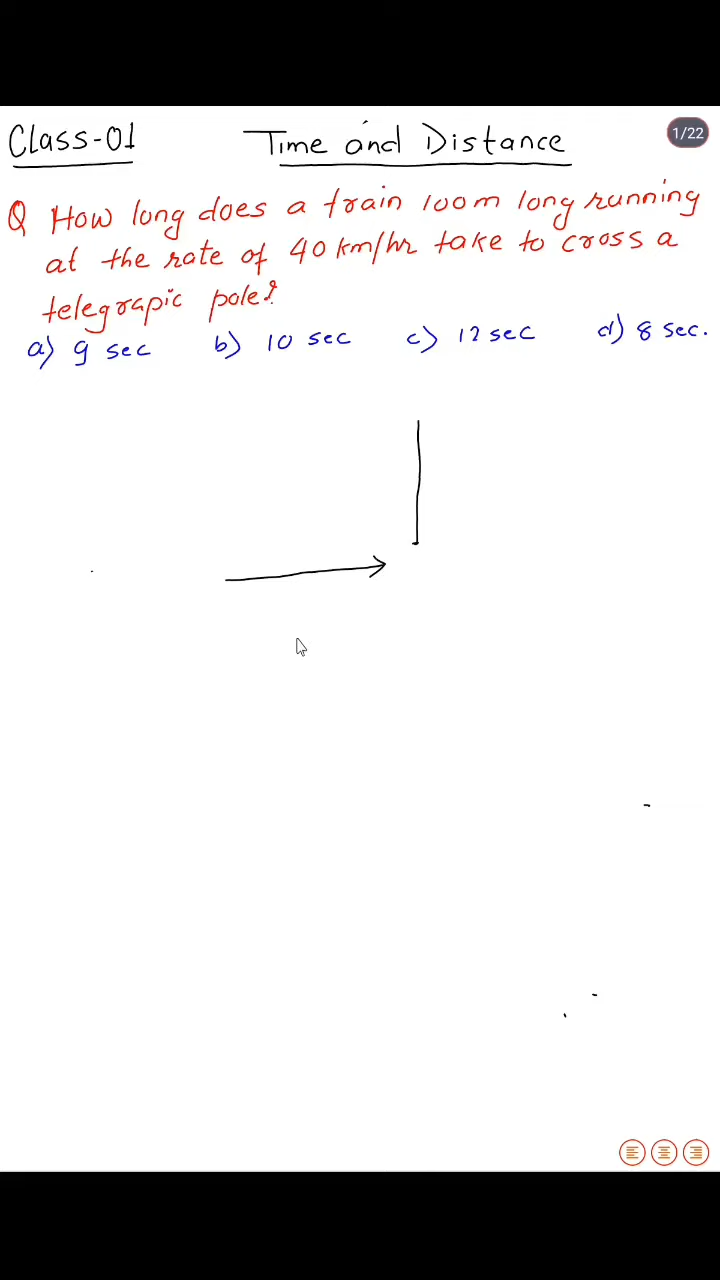 Class-01 Time and Distance 1/22
Q How long does a train 100m long running
at the rate of 40 km/hr take to cross a
telegrapic pole?
a) 9 sec b) 10 sec c) 12 sec d) 8 sec.